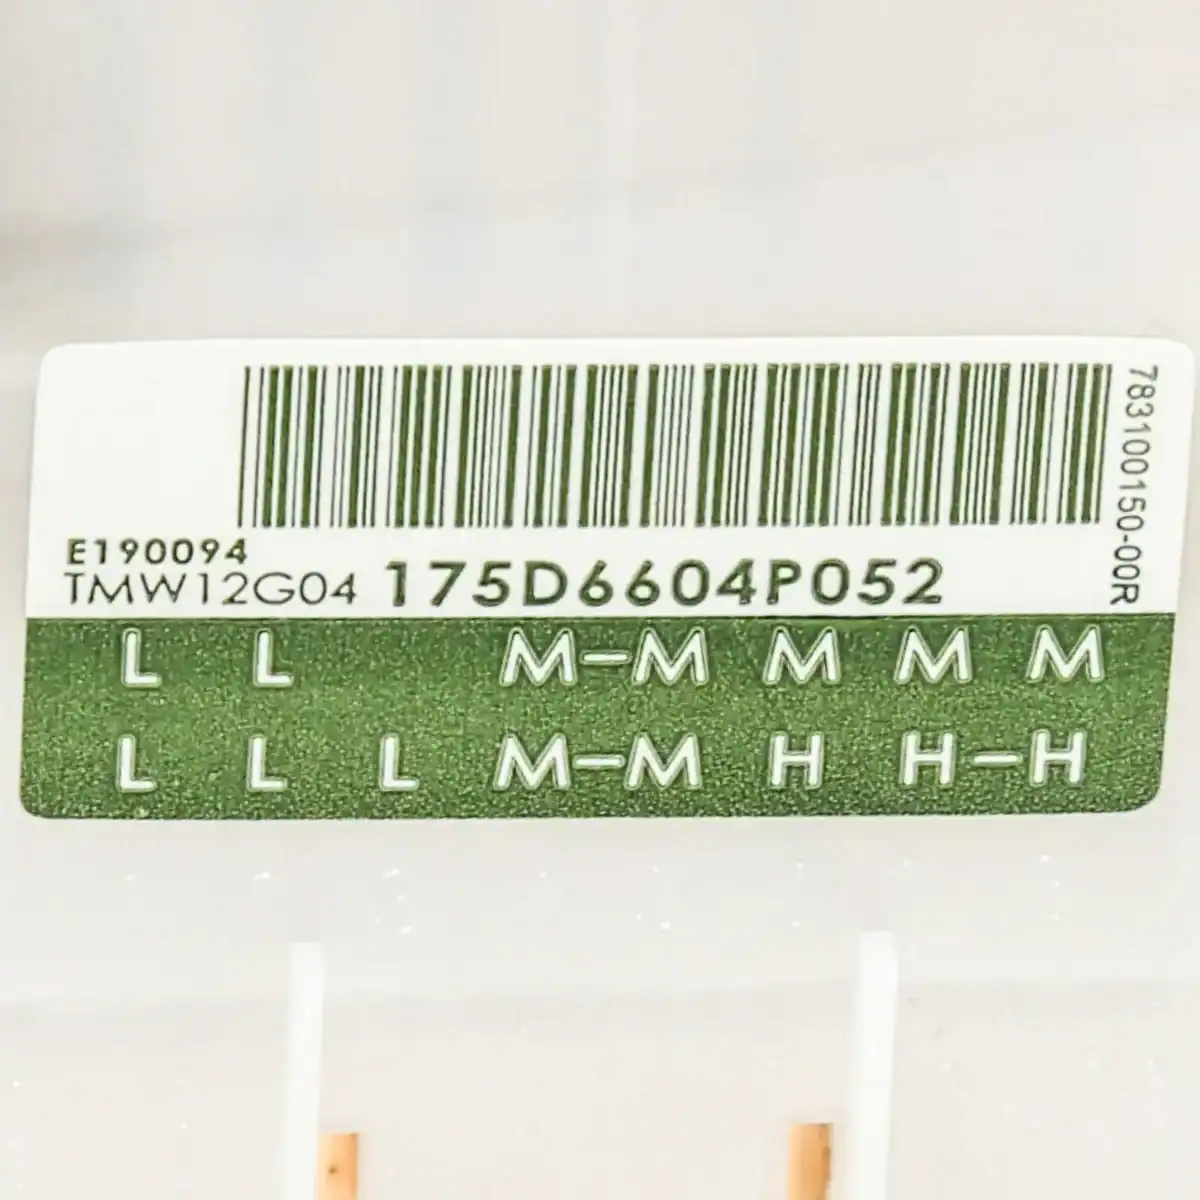 E190094
TMW12G04 175D6604P052
783100150-00R
L L M-M M M M
L L L M-M H H-H